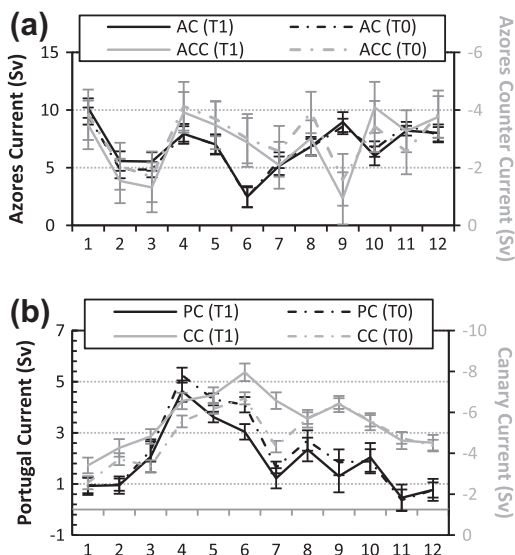 (a)
AC (T1) AC (T0)
ACC (T1) ACC (T0)
Azores Current (Sv)
15
10
5
0
-6
-4
-2
0
Azores Counter Current (Sv)
1 2 3 4 5 6 7 8 9 10 11 12
(b)
PC (T1) PC (T0)
CC (T1) CC (T0)
Portugal Current (Sv)
7
5
3
1
-1
-10
-8
-6
-4
-2
0
Canary Current (Sv)
1 2 3 4 5 6 7 8 9 10 11 12